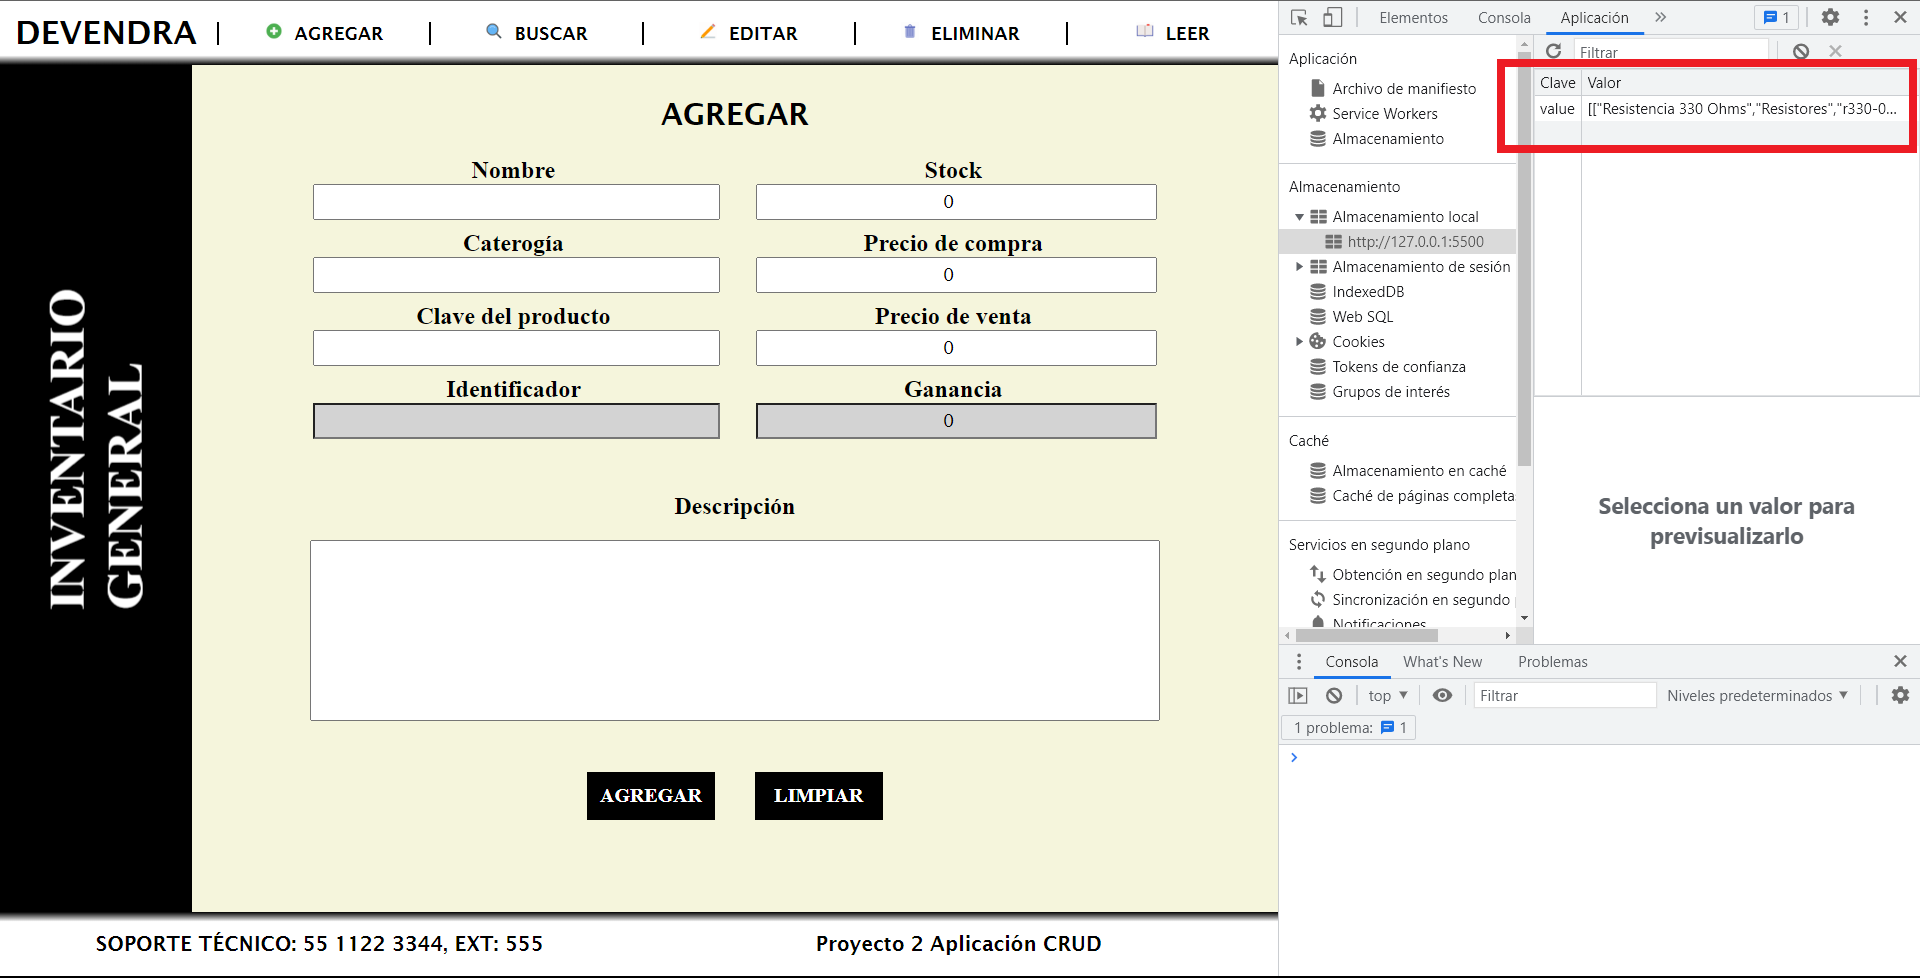 DEVENDRA
AGREGAR
BUSCAR
EDITAR
ELIMINAR
LEER
INVENTARIO
GENERAL
AGREGAR
Nombre
Stock
0
Caterogía
Precio de compra
0
Clave del producto
Precio de venta
0
Identificador
Ganancia
0
Descripción
AGREGAR
LIMPIAR
SOPORTE TÉCNICO: 55 1122 3344, EXT: 555
Proyecto 2 Aplicación CRUD
Elementos
Consola
Aplicación
1
Aplicación
Archivo de manifiesto
Service Workers
Almacenamiento
Almacenamiento
Almacenamiento local
http://127.0.0.1:5500
Almacenamiento de sesión
IndexedDB
Web SQL
Cookies
Tokens de confianza
Grupos de interés
Caché
Almacenamiento en caché
Caché de páginas completa
Servicios en segundo plano
Obtención en segundo plan
Sincronización en segundo
Notificaciones
Filtrar
Clave
Valor
value
[["Resistencia 330 Ohms","Resistores","r330-0...
Selecciona un valor para
previsualizarlo
Consola
What's New
Problemas
top
Filtrar
Niveles predeterminados
1 problema:
1